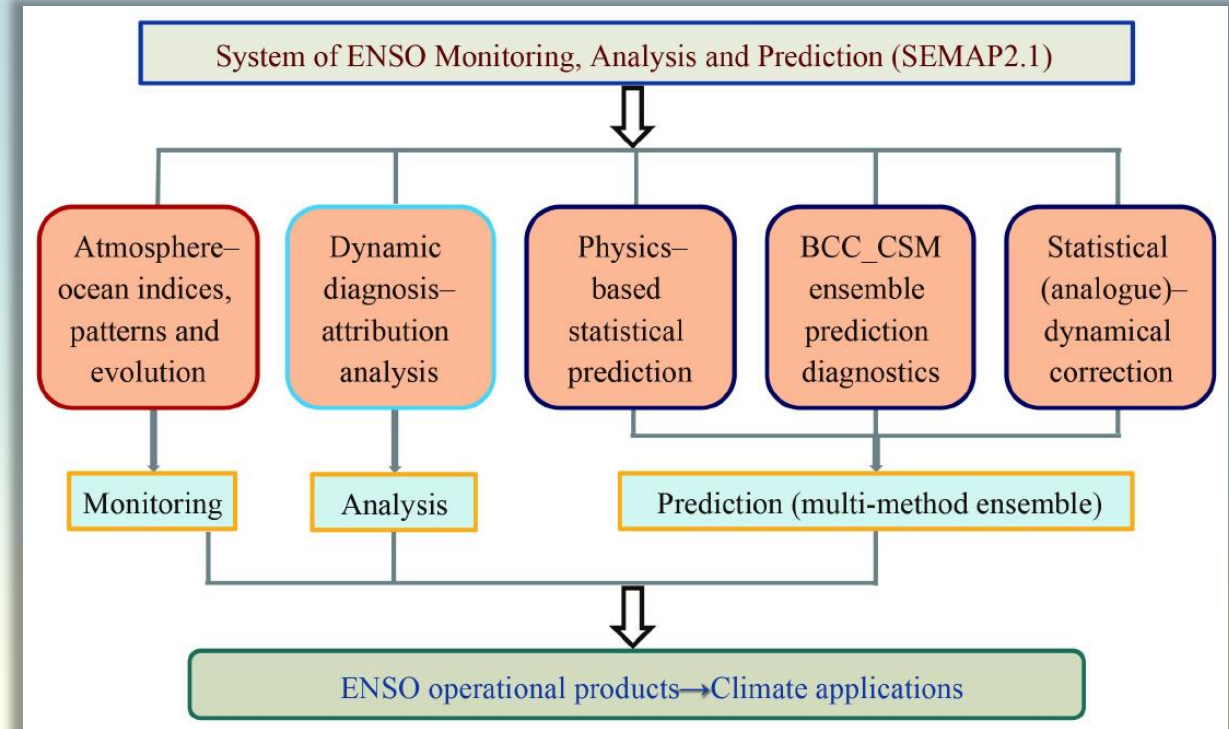 System of ENSO Monitoring, Analysis and Prediction (SEMAP2.1)
Atmosphere–
ocean indices,
patterns and
evolution
Dynamic
diagnosis–
attribution
analysis
Physics–
based
statistical
prediction
BCC_CSM
ensemble
prediction
diagnostics
Statistical
(analogue)–
dynamical
correction
Monitoring
Analysis
Prediction (multi-method ensemble)
ENSO operational products→Climate applications